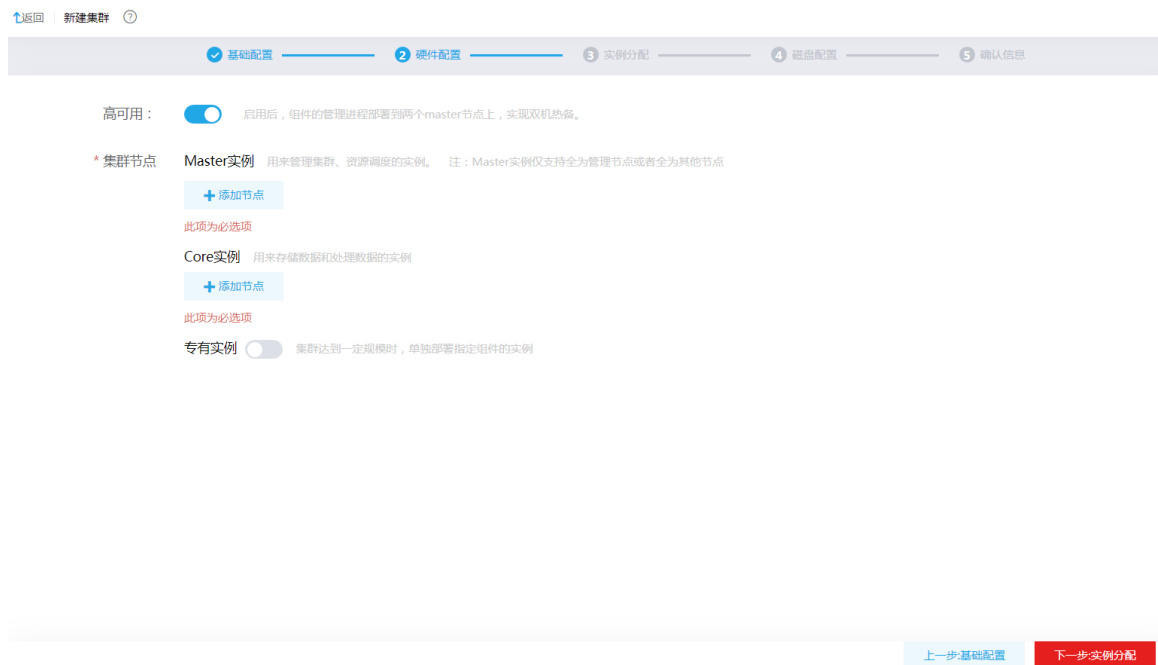 返回 新建集群 ?
基础配置 2 硬件配置 3 实例分配 4 磁盘配置 5 确认信息
高可用： 启用后，组件的管理进程部署到两个master节点上，实现双机热备。
* 集群节点 Master实例 用来管理集群、资源调度的实例。 注：Master实例仅支持全为管理节点或者全为其他节点
+ 添加节点
此项为必选项
Core实例 用来存储数据和处理数据的实例
+ 添加节点
此项为必选项
专有实例 集群达到一定规模时，单独部署指定组件的实例
上一步:基础配置 下一步:实例分配